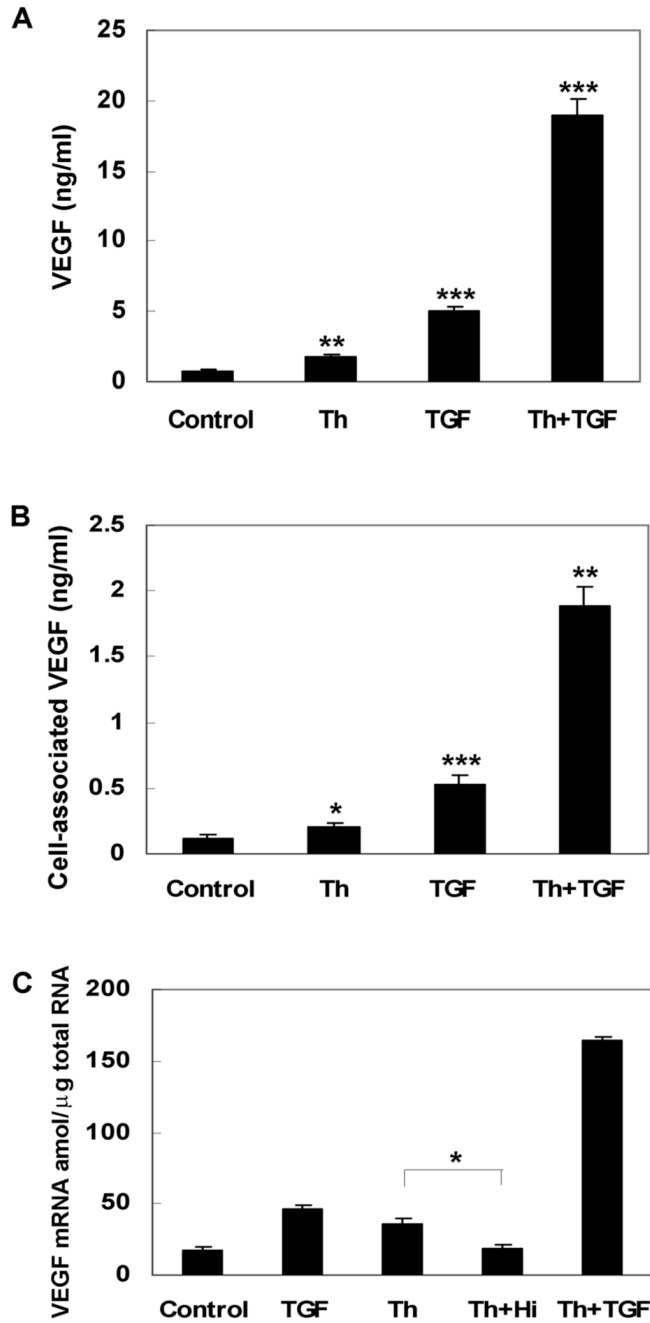 A
VEGF (ng/ml)
25
20
15
10
5
0
**
***
***
Control Th TGF Th+TGF
B
Cell-associated VEGF (ng/ml)
2.5
2
1.5
1
0.5
0
*
***
**
Control Th TGF Th+TGF
C
VEGF mRNA amol/μg total RNA
200
150
100
50
0
*
Control TGF Th Th+Hi Th+TGF